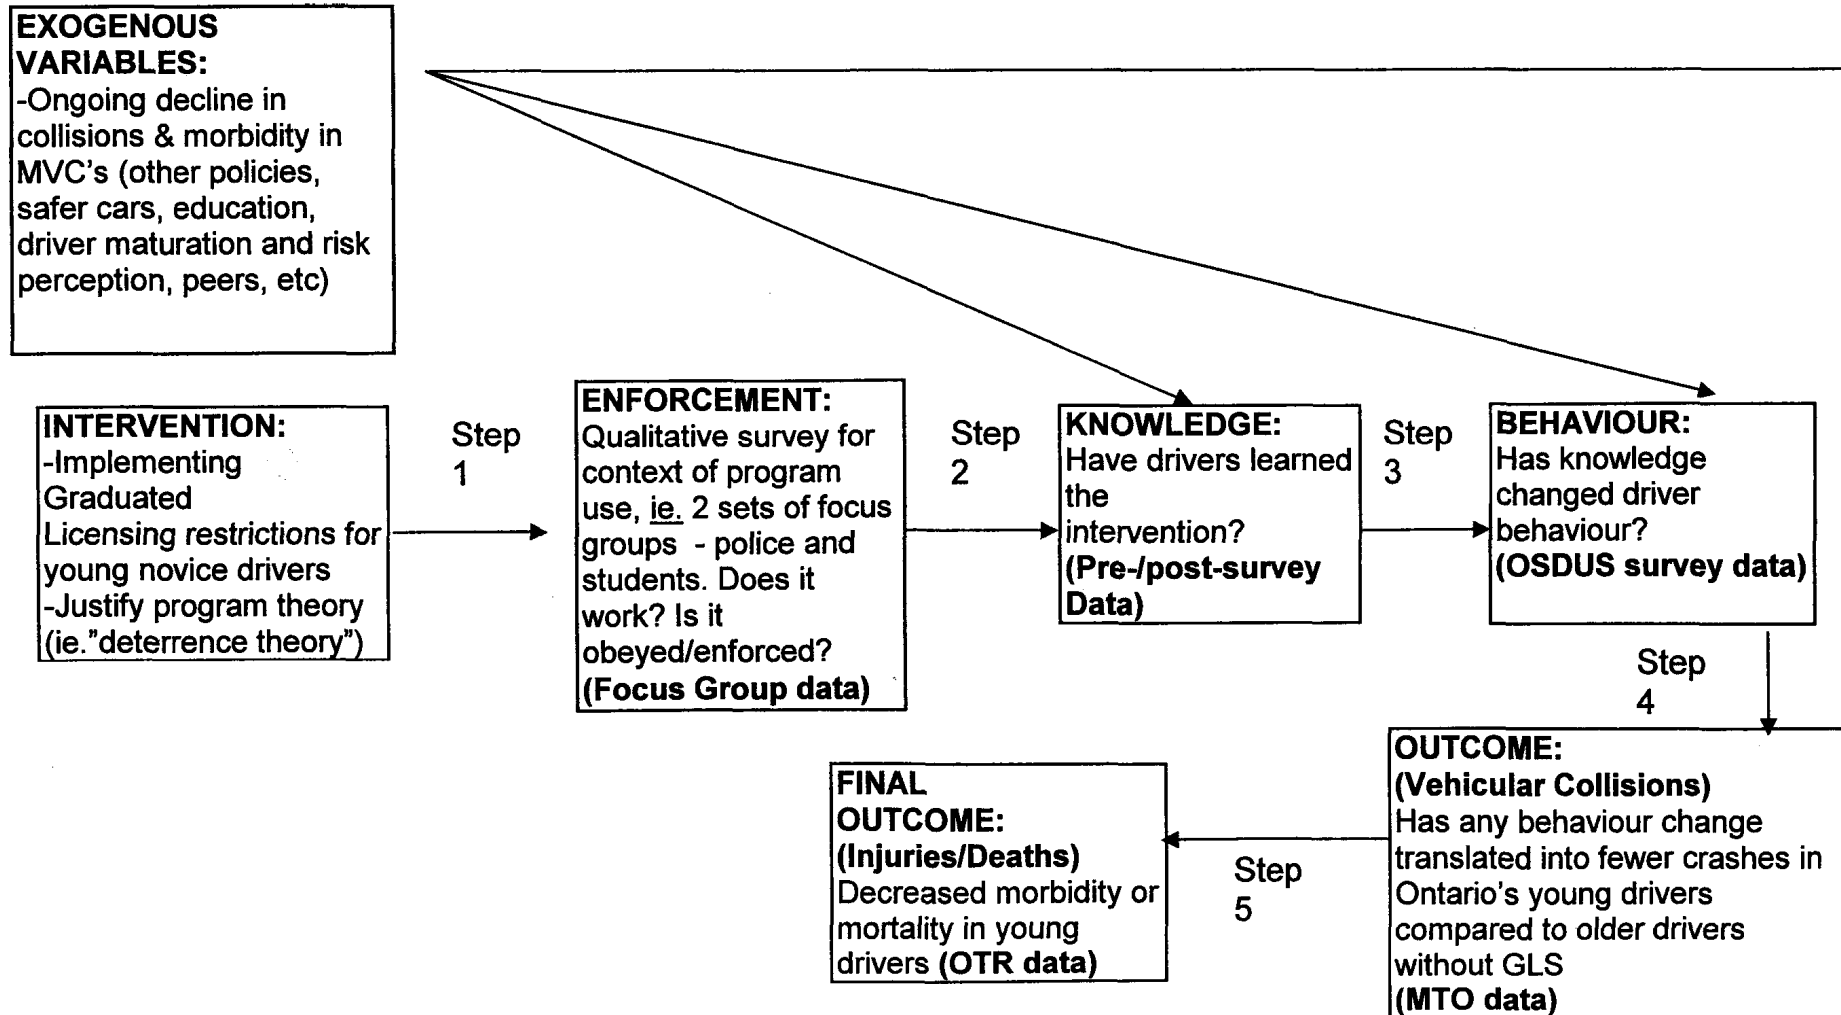 EXOGENOUS
VARIABLES:
-Ongoing decline in
collisions & morbidity in
MVC's (other policies,
safer cars, education,
driver maturation and risk
perception, peers, etc)
INTERVENTION:
-Implementing
Graduated
Licensing restrictions for
young novice drivers
-Justify program theory
(ie."deterrence theory")
Step
1
ENFORCEMENT:
Qualitative survey for
context of program
use, ie. 2 sets of focus
groups - police and
students. Does it
work? Is it
obeyed/enforced?
(Focus Group data)
Step
2
KNOWLEDGE:
Have drivers learned
the
intervention?
(Pre-/post-survey
Data)
Step
3
BEHAVIOUR:
Has knowledge
changed driver
behaviour?
(OSDUS survey data)
Step
4
OUTCOME:
(Vehicular Collisions)
Has any behaviour change
translated into fewer crashes in
Ontario's young drivers
compared to older drivers
without GLS
(MTO data)
Step
5
FINAL
OUTCOME:
(Injuries/Deaths)
Decreased morbidity or
mortality in young
drivers (OTR data)